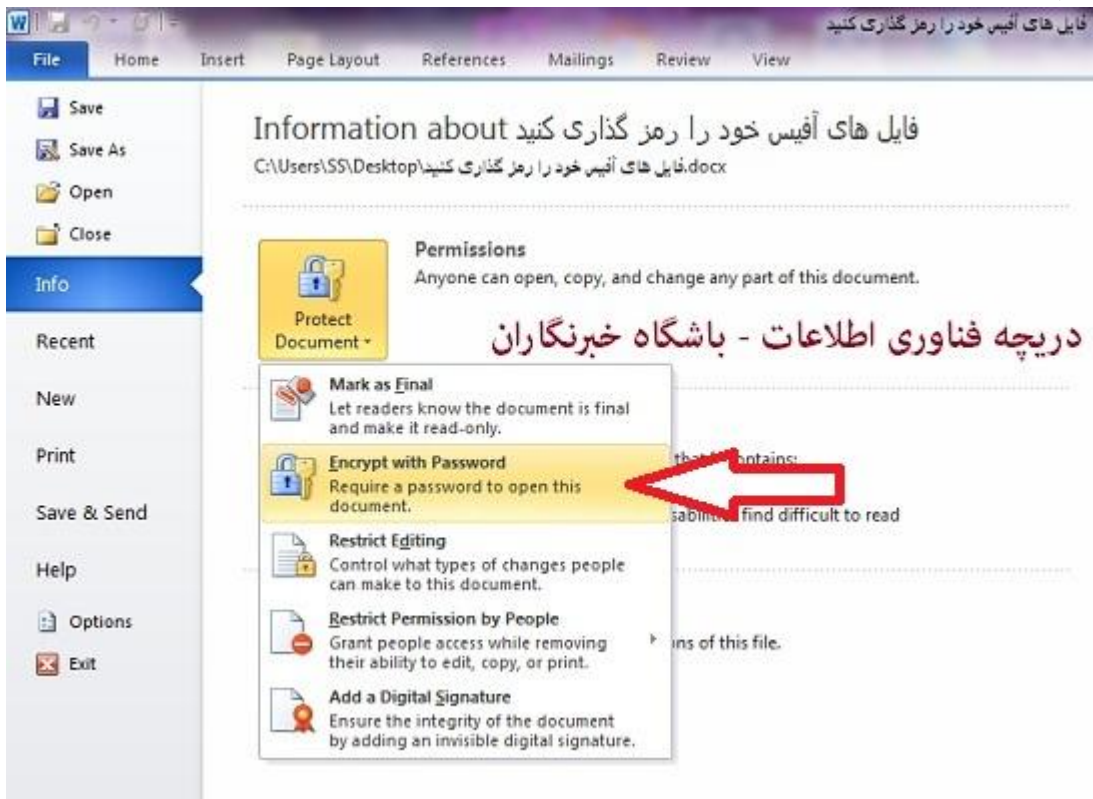 فایل های آفیس خود را رمز گذاری کنید
File Home Insert Page Layout References Mailings Review View
Save
Save As
Open
Close
Info
Recent
New
Print
Save & Send
Help
Options
Exit
Information about فایل های آفیس خود را رمز گذاری کنید
C:\Users\SS\Desktop\فایل های آفیس خود را رمز گذاری کنید.docx
Protect
Document
Permissions
Anyone can open, copy, and change any part of this document.
دریچه فناوری اطلاعات - باشگاه خبرنگاران
Mark as Final
Let readers know the document is final
and make it read-only.
Encrypt with Password
Require a password to open this
document.
Restrict Editing
Control what types of changes people
can make to this document.
Restrict Permission by People
Grant people access while removing
their ability to edit, copy, or print.
Add a Digital Signature
Ensure the integrity of the document
by adding an invisible digital signature.
that contains:
find difficult to read
of this file.